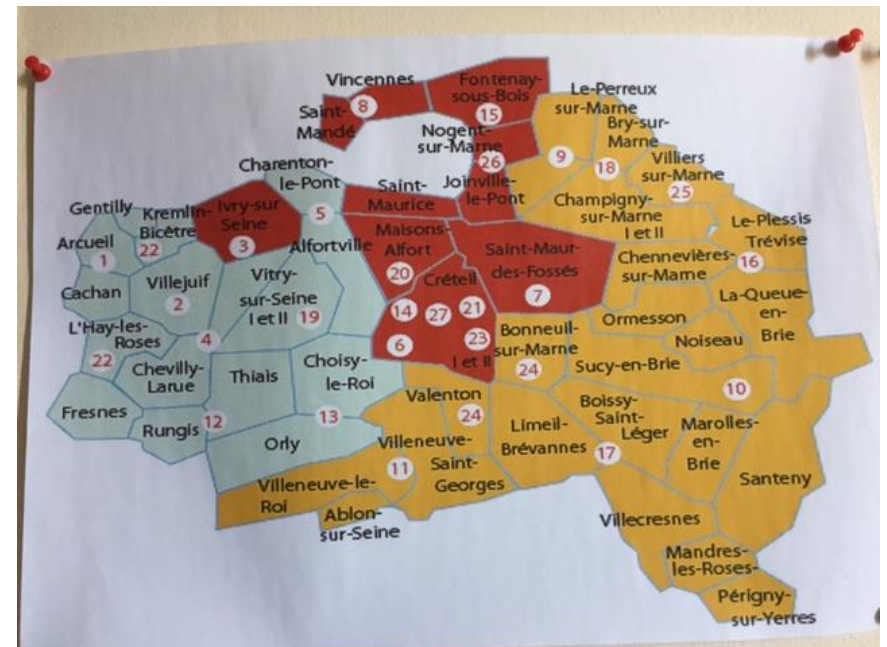 Vincennes
8
Saint-
Mandé
Fontenay-
sous-Bois
15
Nogent-
sur-Marne
26
Le-Perreux
sur-Marne
9
Bry-sur-
Marne
18
Villiers
sur-Marne
25
Charenton-
le-Pont
5
Saint-
Maurice
Joinville-
le-Pont
Champigny-
sur-Marne
I et II
Le-Plessis
Trévise
16
Gentilly
Kremlin-
Bicêtre
22
Ivry-sur
Seine
3
Arcueil
1
Alfortville
Maisons-
Alfort
20
Saint-Maur-
des-Fossés
7
Chennevières-
sur-Marne
Cachan
Villejuif
2
Vitry-
sur-Seine
I et II
19
Créteil
14
27
21
6
23
I et II
La-Queue-
en-
Brie
Ormesson
Noiseau
L'Hay-les-
Roses
22
4
Bonneuil-
sur-Marne
24
Sucy-en-Brie
10
Chevilly-
Larue
Thiais
Choisy-
le-Roi
13
Valenton
24
Boissy-
Saint-
Léger
Fresnes
Rungis
12
Orly
Limeil-
Brévannes
17
Marolles-
en-
Brie
Santeny
Villeneuve-
Saint-
Georges
11
Villeneuve-le-
Roi
Ablon-
sur-Seine
Villecresnes
Mandres-
les-Roses-
Périgny-
sur-Yerres